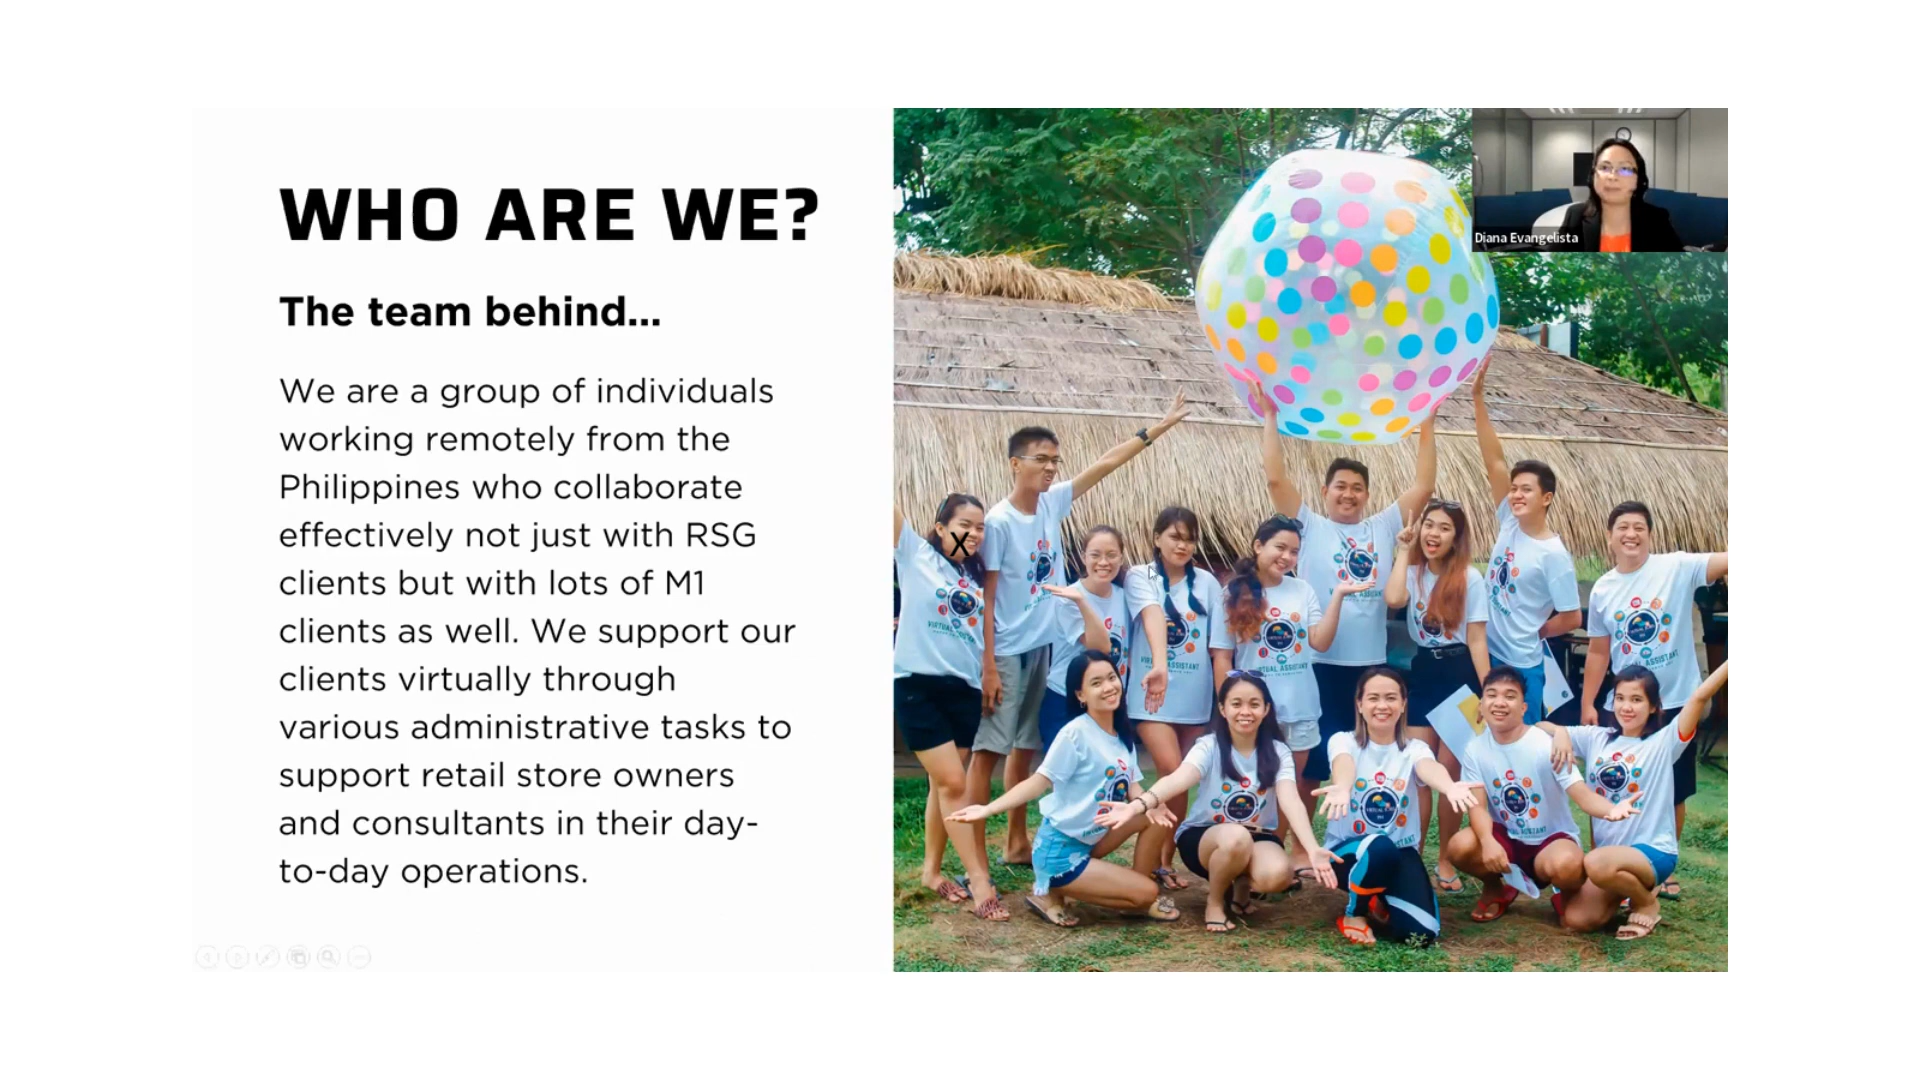 WHO ARE WE?
The team behind...
We are a group of individuals
working remotely from the
Philippines who collaborate
effectively not just with RSG
clients but with lots of M1
clients as well. We support our
clients virtually through
various administrative tasks to
support retail store owners
and consultants in their day-
to-day operations.
Diana Evangelista
X
VIRTUAL ASSISTANT